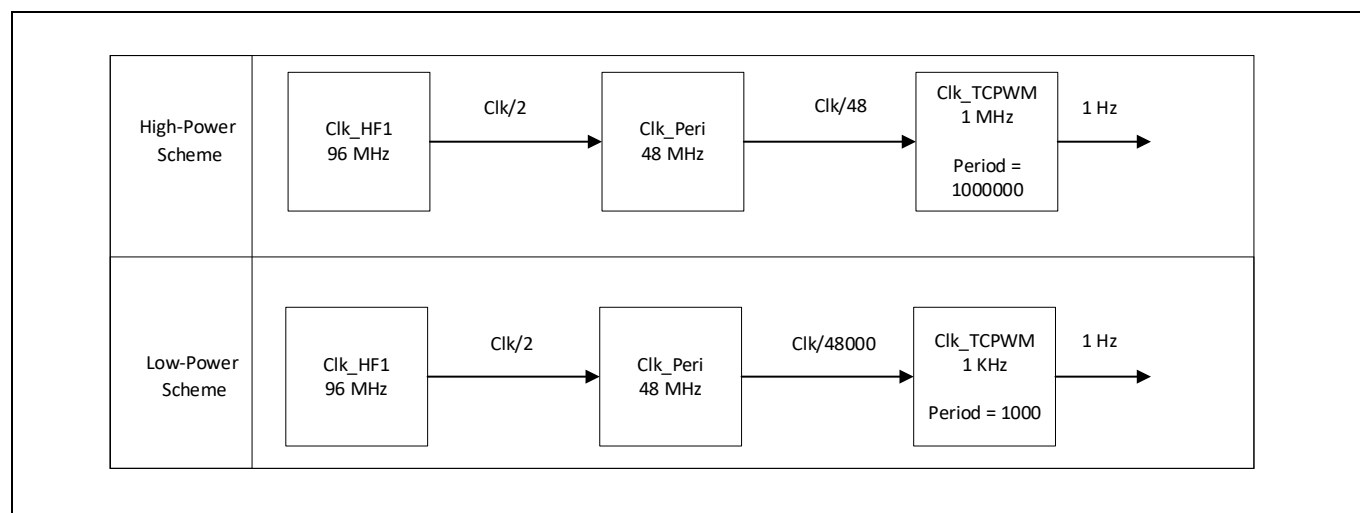 High-Power
Scheme
Clk_HF1
96 MHz
Clk/2
Clk_Peri
48 MHz
Clk/48
Clk_TCPWM
1 MHz
Period =
1000000
1 Hz
Low-Power
Scheme
Clk_HF1
96 MHz
Clk/2
Clk_Peri
48 MHz
Clk/48000
Clk_TCPWM
1 KHz
Period = 1000
1 Hz